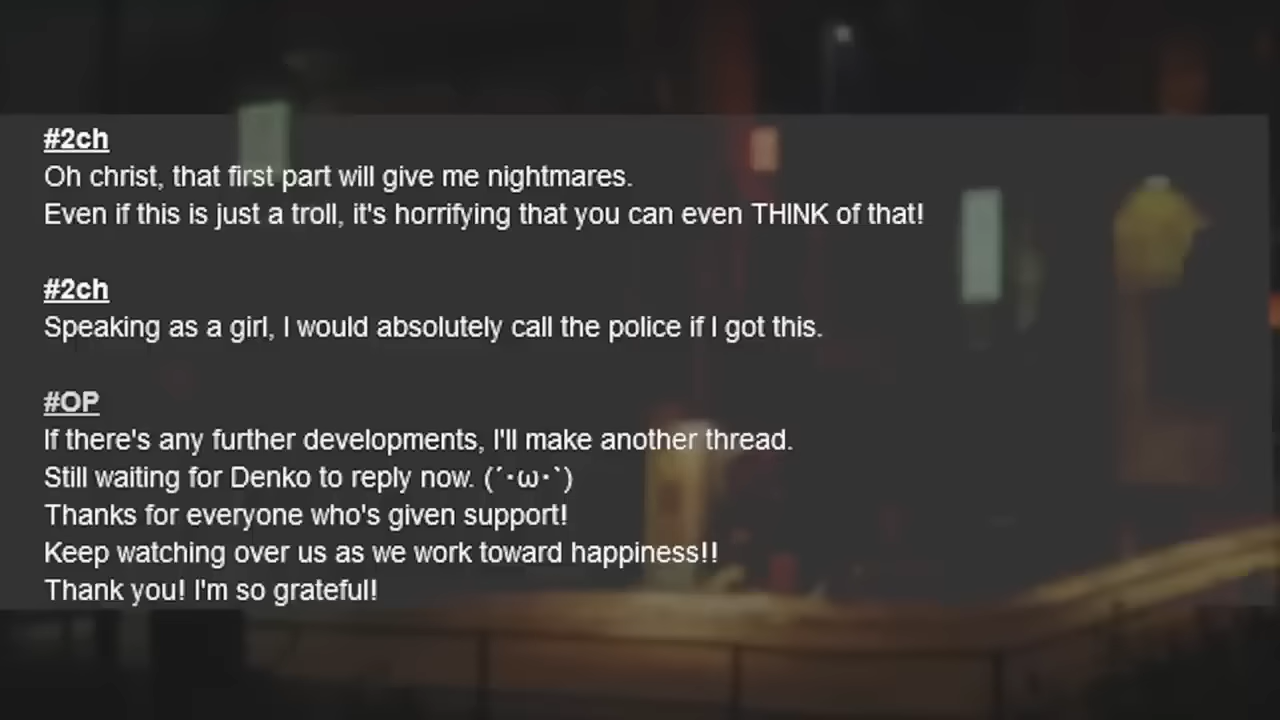 #2ch
Oh christ, that first part will give me nightmares.
Even if this is just a troll, it's horrifying that you can even THINK of that!
#2ch
Speaking as a girl, I would absolutely call the police if I got this.
#OP
If there's any further developments, I'll make another thread.
Still waiting for Denko to reply now. (´･ω･`)
Thanks for everyone who's given support!
Keep watching over us as we work toward happiness!!
Thank you! I'm so grateful!